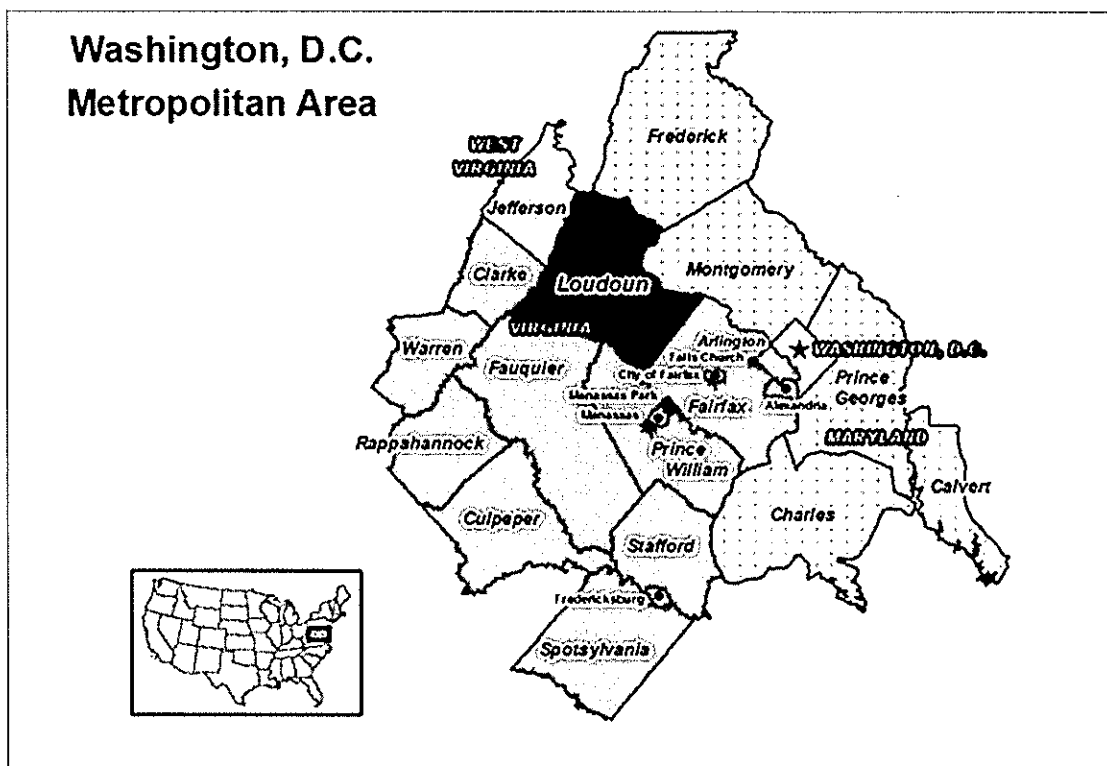 Washington, D.C.
Metropolitan Area
Frederick
WEST
VIRGINIA
Jefferson
Clarke
Montgomery
Loudoun
VIRGINIA
Arlington
WASHINGTON, D.C.
Warren
Falls Church
Fauquier
City of Fairfax
Prince
Georges
Manassas Park
Fairfax
Alexandria
Manassas
MARYLAND
Rappahannock
Prince
William
Calvert
Culpeper
Charles
Stafford
Fredericksburg
Spotsylvania